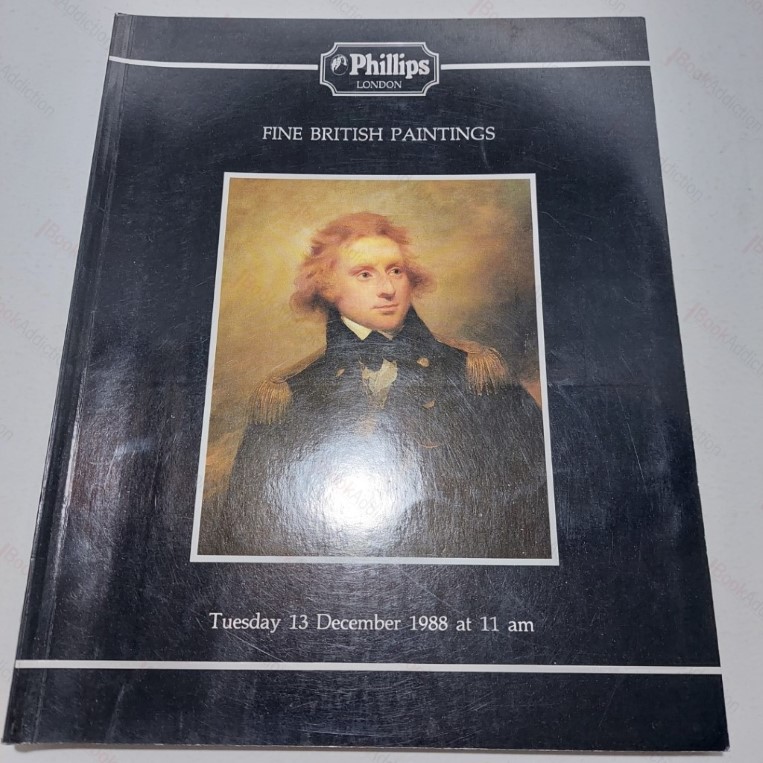 Phillips
LONDON
FINE BRITISH PAINTINGS
Tuesday 13 December 1988 at 11 am